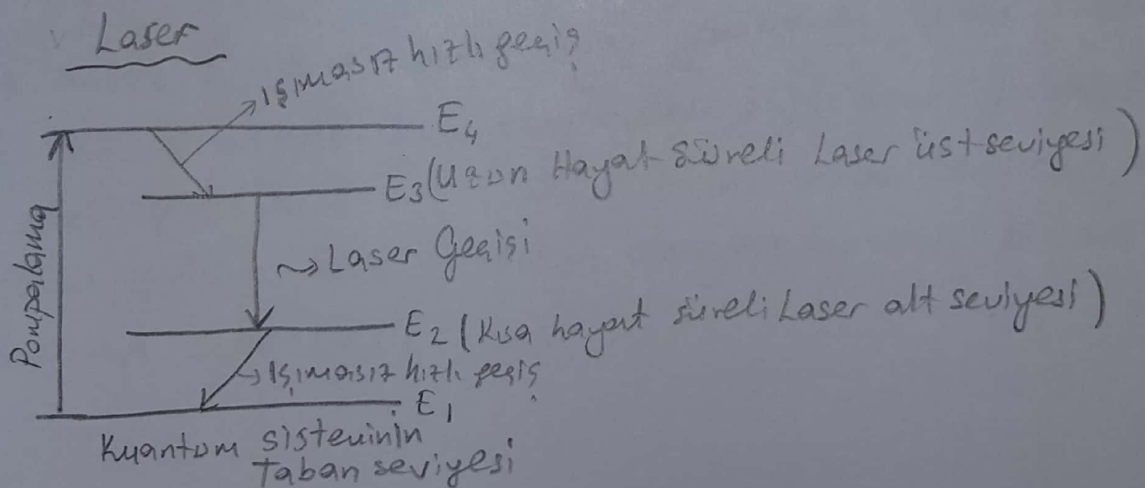 Laser
Işımasız hızlı geçiş
E4
E3 (Uzun Hayat Süreli Laser üst seviyesi)
Pompalama
Laser Geçişi
E2 (Kısa hayat süreli Laser alt seviyesi)
Işımasız hızlı geçiş
E1
Kuantum sisteminin
Taban seviyesi